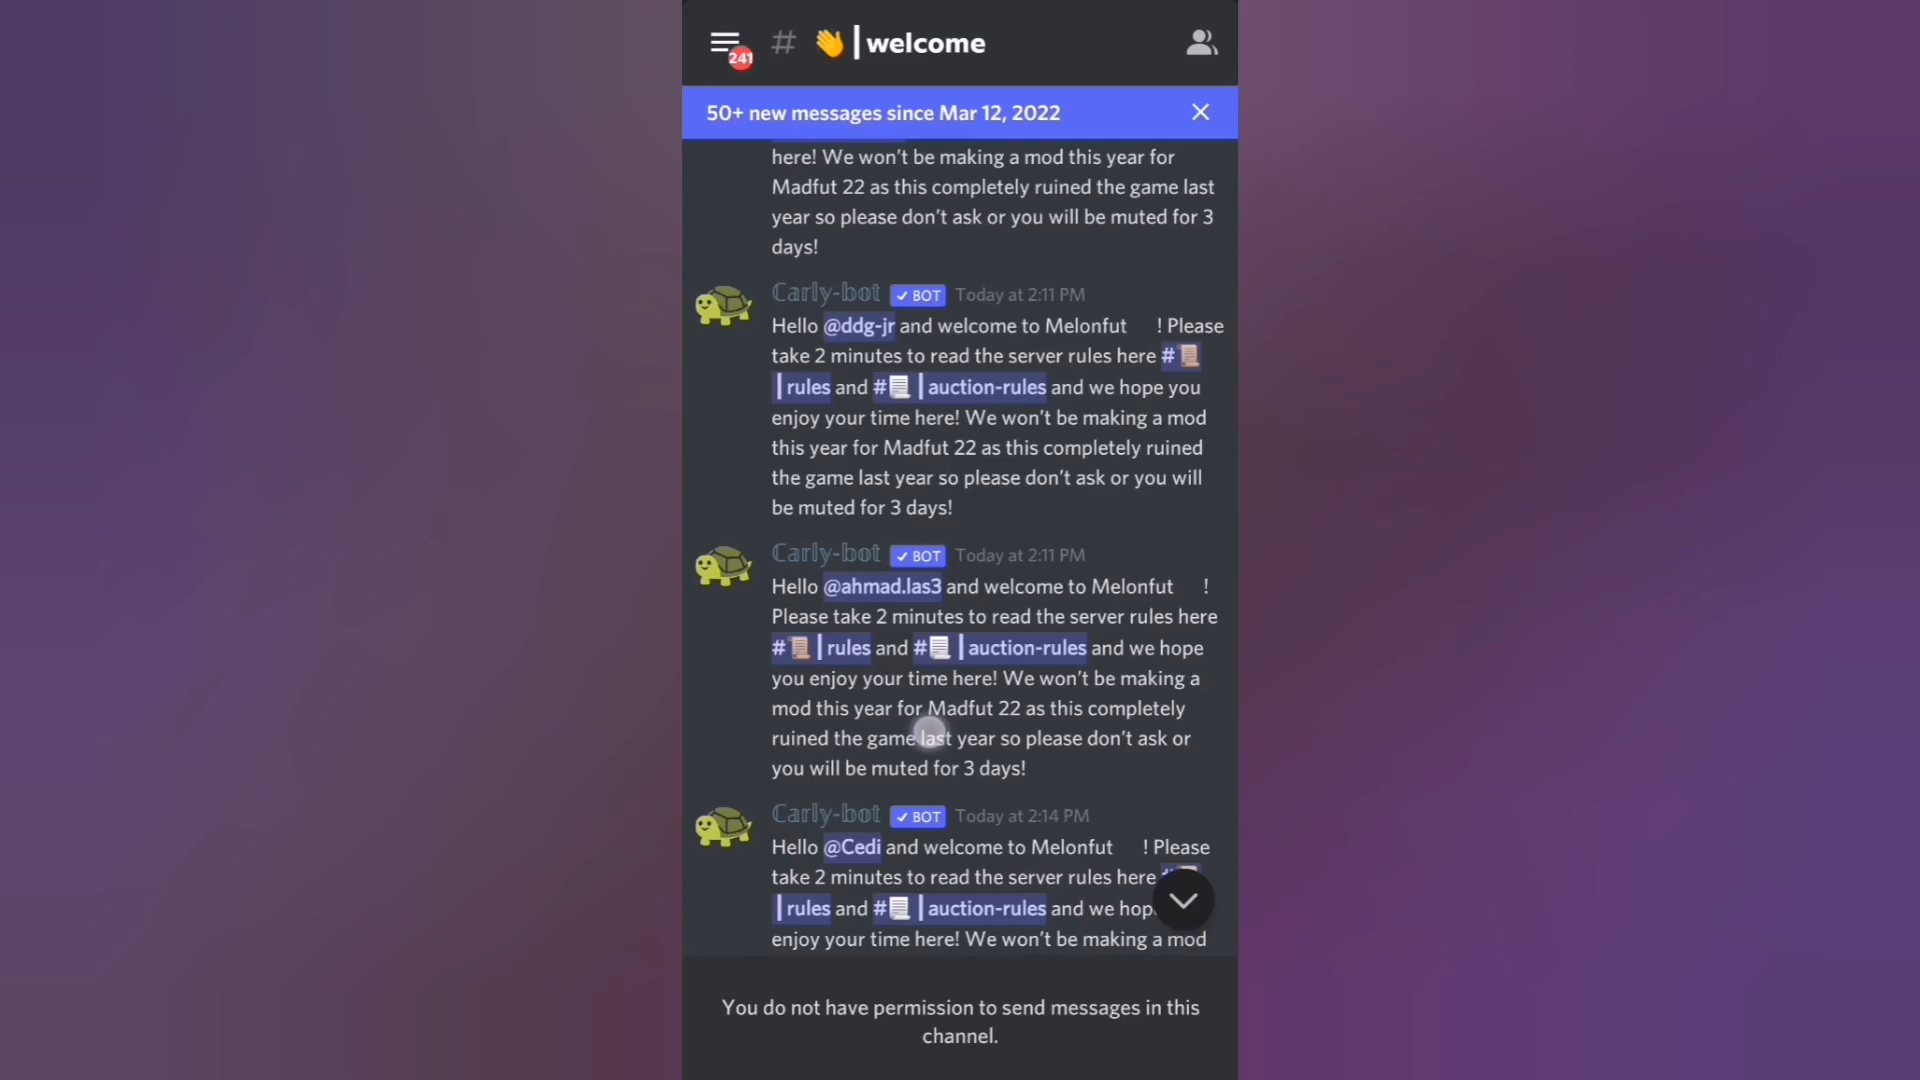 241
# 👋|welcome
50+ new messages since Mar 12, 2022
here! We won't be making a mod this year for
Madfut 22 as this completely ruined the game last
year so please don't ask or you will be muted for 3
days!
ℂ𝕒𝕣𝕝𝕪-𝕓𝕠𝕥 ✓ BOT Today at 2:11 PM
Hello @ddg-jr and welcome to Melonfut ! Please
take 2 minutes to read the server rules here #📜
|rules and #📃|auction-rules and we hope you
enjoy your time here! We won't be making a mod
this year for Madfut 22 as this completely ruined
the game last year so please don't ask or you will
be muted for 3 days!
ℂ𝕒𝕣𝕝𝕪-𝕓𝕠𝕥 ✓ BOT Today at 2:11 PM
Hello @ahmad.las3 and welcome to Melonfut !
Please take 2 minutes to read the server rules here
#📜|rules and #📃|auction-rules and we hope
you enjoy your time here! We won't be making a
mod this year for Madfut 22 as this completely
ruined the game last year so please don't ask or
you will be muted for 3 days!
ℂ𝕒𝕣𝕝𝕪-𝕓𝕠𝕥 ✓ BOT Today at 2:14 PM
Hello @Cedi and welcome to Melonfut ! Please
take 2 minutes to read the server rules here #📜
|rules and #📃|auction-rules and we hop
enjoy your time here! We won't be making a mod
You do not have permission to send messages in this
channel.